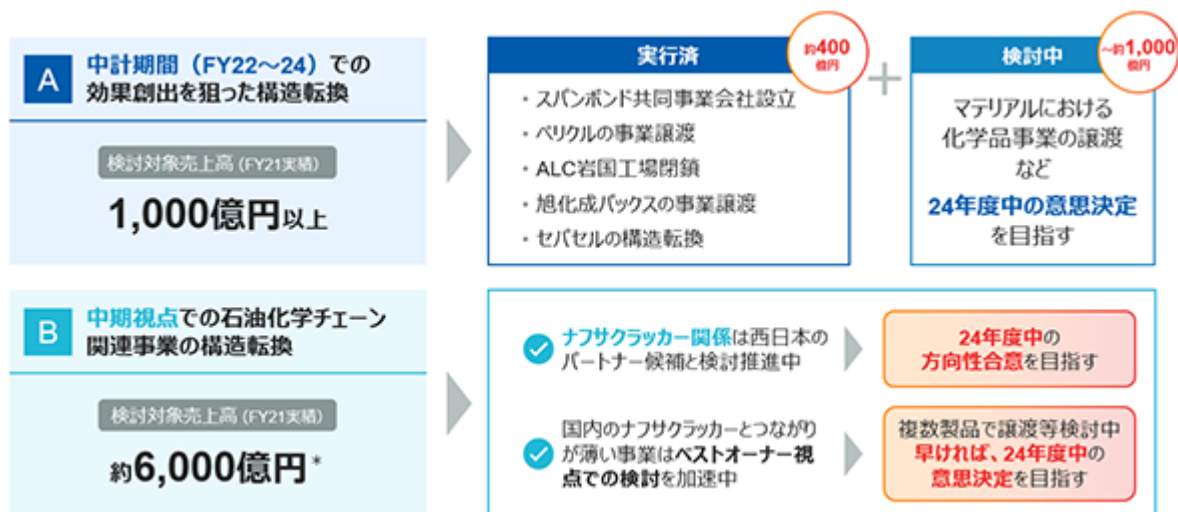 A
中計期間（FY22～24）での
効果創出を狙った構造転換
検討対象売上高 (FY21実績)
1,000億円以上
実行済
約400
億円
・スパンボンド共同事業会社設立
・ペリクルの事業譲渡
・ALC岩国工場閉鎖
・旭化成パックスの事業譲渡
・セパセルの構造転換
+
検討中
～約1,000
億円
マテリアルにおける
化学品事業の譲渡
など
24年度中の意思決定
を目指す
B
中期視点での石油化学チェーン
関連事業の構造転換
検討対象売上高 (FY21実績)
約6,000億円*
ナフサクラッカー関係は西日本の
パートナー候補と検討推進中
24年度中の
方向性合意を目指す
国内のナフサクラッカーとつながり
が薄い事業はベストオーナー視
点での検討を加速中
複数製品で譲渡等検討中
早ければ、24年度中の
意思決定を目指す